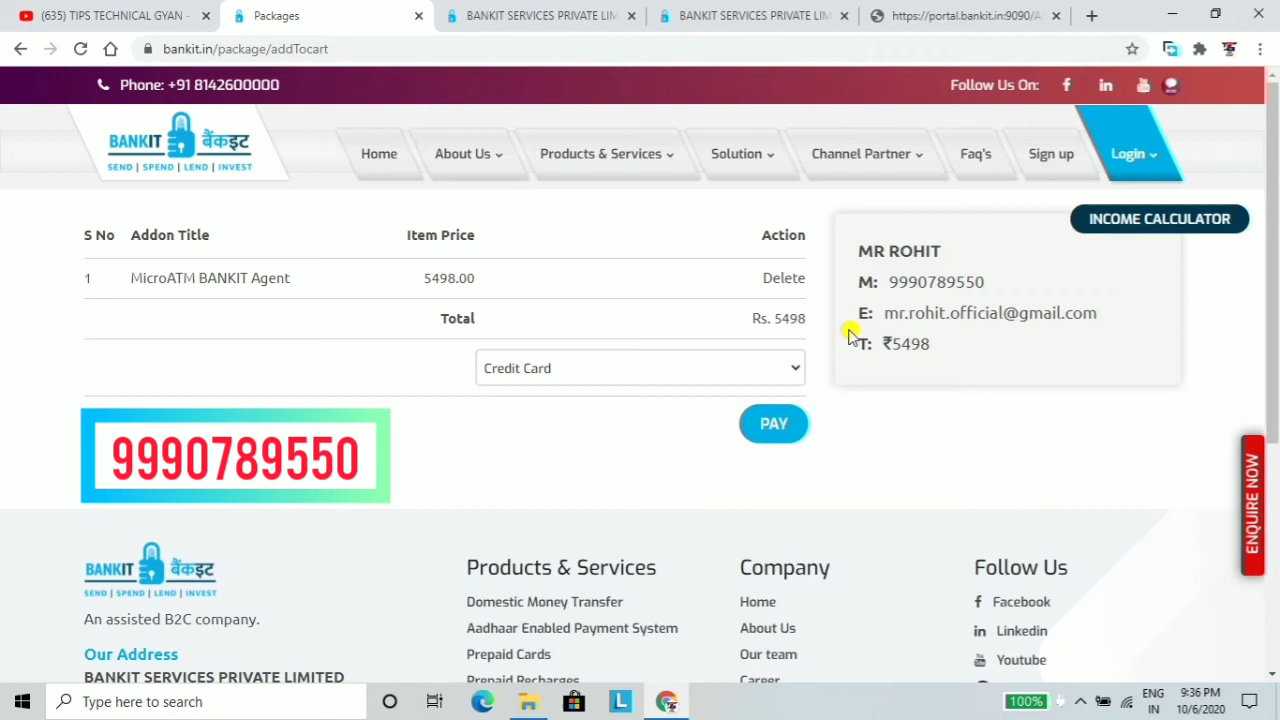 (635) TIPS TECHNICAL GYAN -
Packages
BANKIT SERVICES PRIVATE LIM
BANKIT SERVICES PRIVATE LIM
https://portal.bankit.in:9090/A
bankit.in/package/addTocart
Phone: +91 8142600000
Follow Us On:
BANKIT बैंकइट
SEND | SPEND | LEND | INVEST
Home
About Us
Products & Services
Solution
Channel Partner
Faq's
Sign up
Login
INCOME CALCULATOR
S No Addon Title Item Price Action
1 MicroATM BANKIT Agent 5498.00 Delete
Total Rs. 5498
Credit Card
PAY
MR ROHIT
M: 9990789550
E: mr.rohit.official@gmail.com
T: ₹5498
9990789550
ENQUIRE NOW
BANKIT बैंकइट
SEND | SPEND | LEND | INVEST
An assisted B2C company.
Our Address
BANKIT SERVICES PRIVATE LIMITED
Products & Services
Domestic Money Transfer
Aadhaar Enabled Payment System
Prepaid Cards
Prepaid Recharges
Company
Home
About Us
Our team
Career
Follow Us
Facebook
Linkedin
Youtube
Type here to search
100%
ENG
IN
9:36 PM
10/6/2020